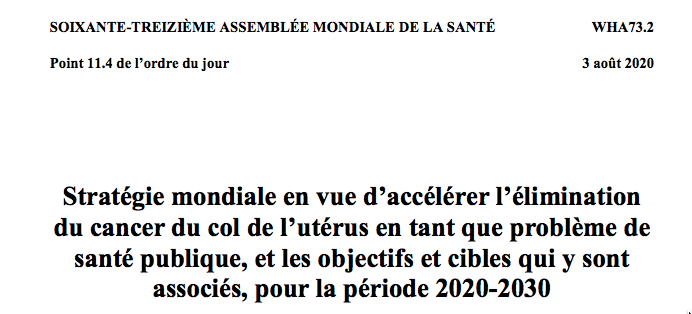 SOIXANTE-TREIZIÈME ASSEMBLÉE MONDIALE DE LA SANTÉ WHA73.2
Point 11.4 de l’ordre du jour 3 août 2020
Stratégie mondiale en vue d’accélérer l’élimination
du cancer du col de l’utérus en tant que problème de
santé publique, et les objectifs et cibles qui y sont
associés, pour la période 2020-2030